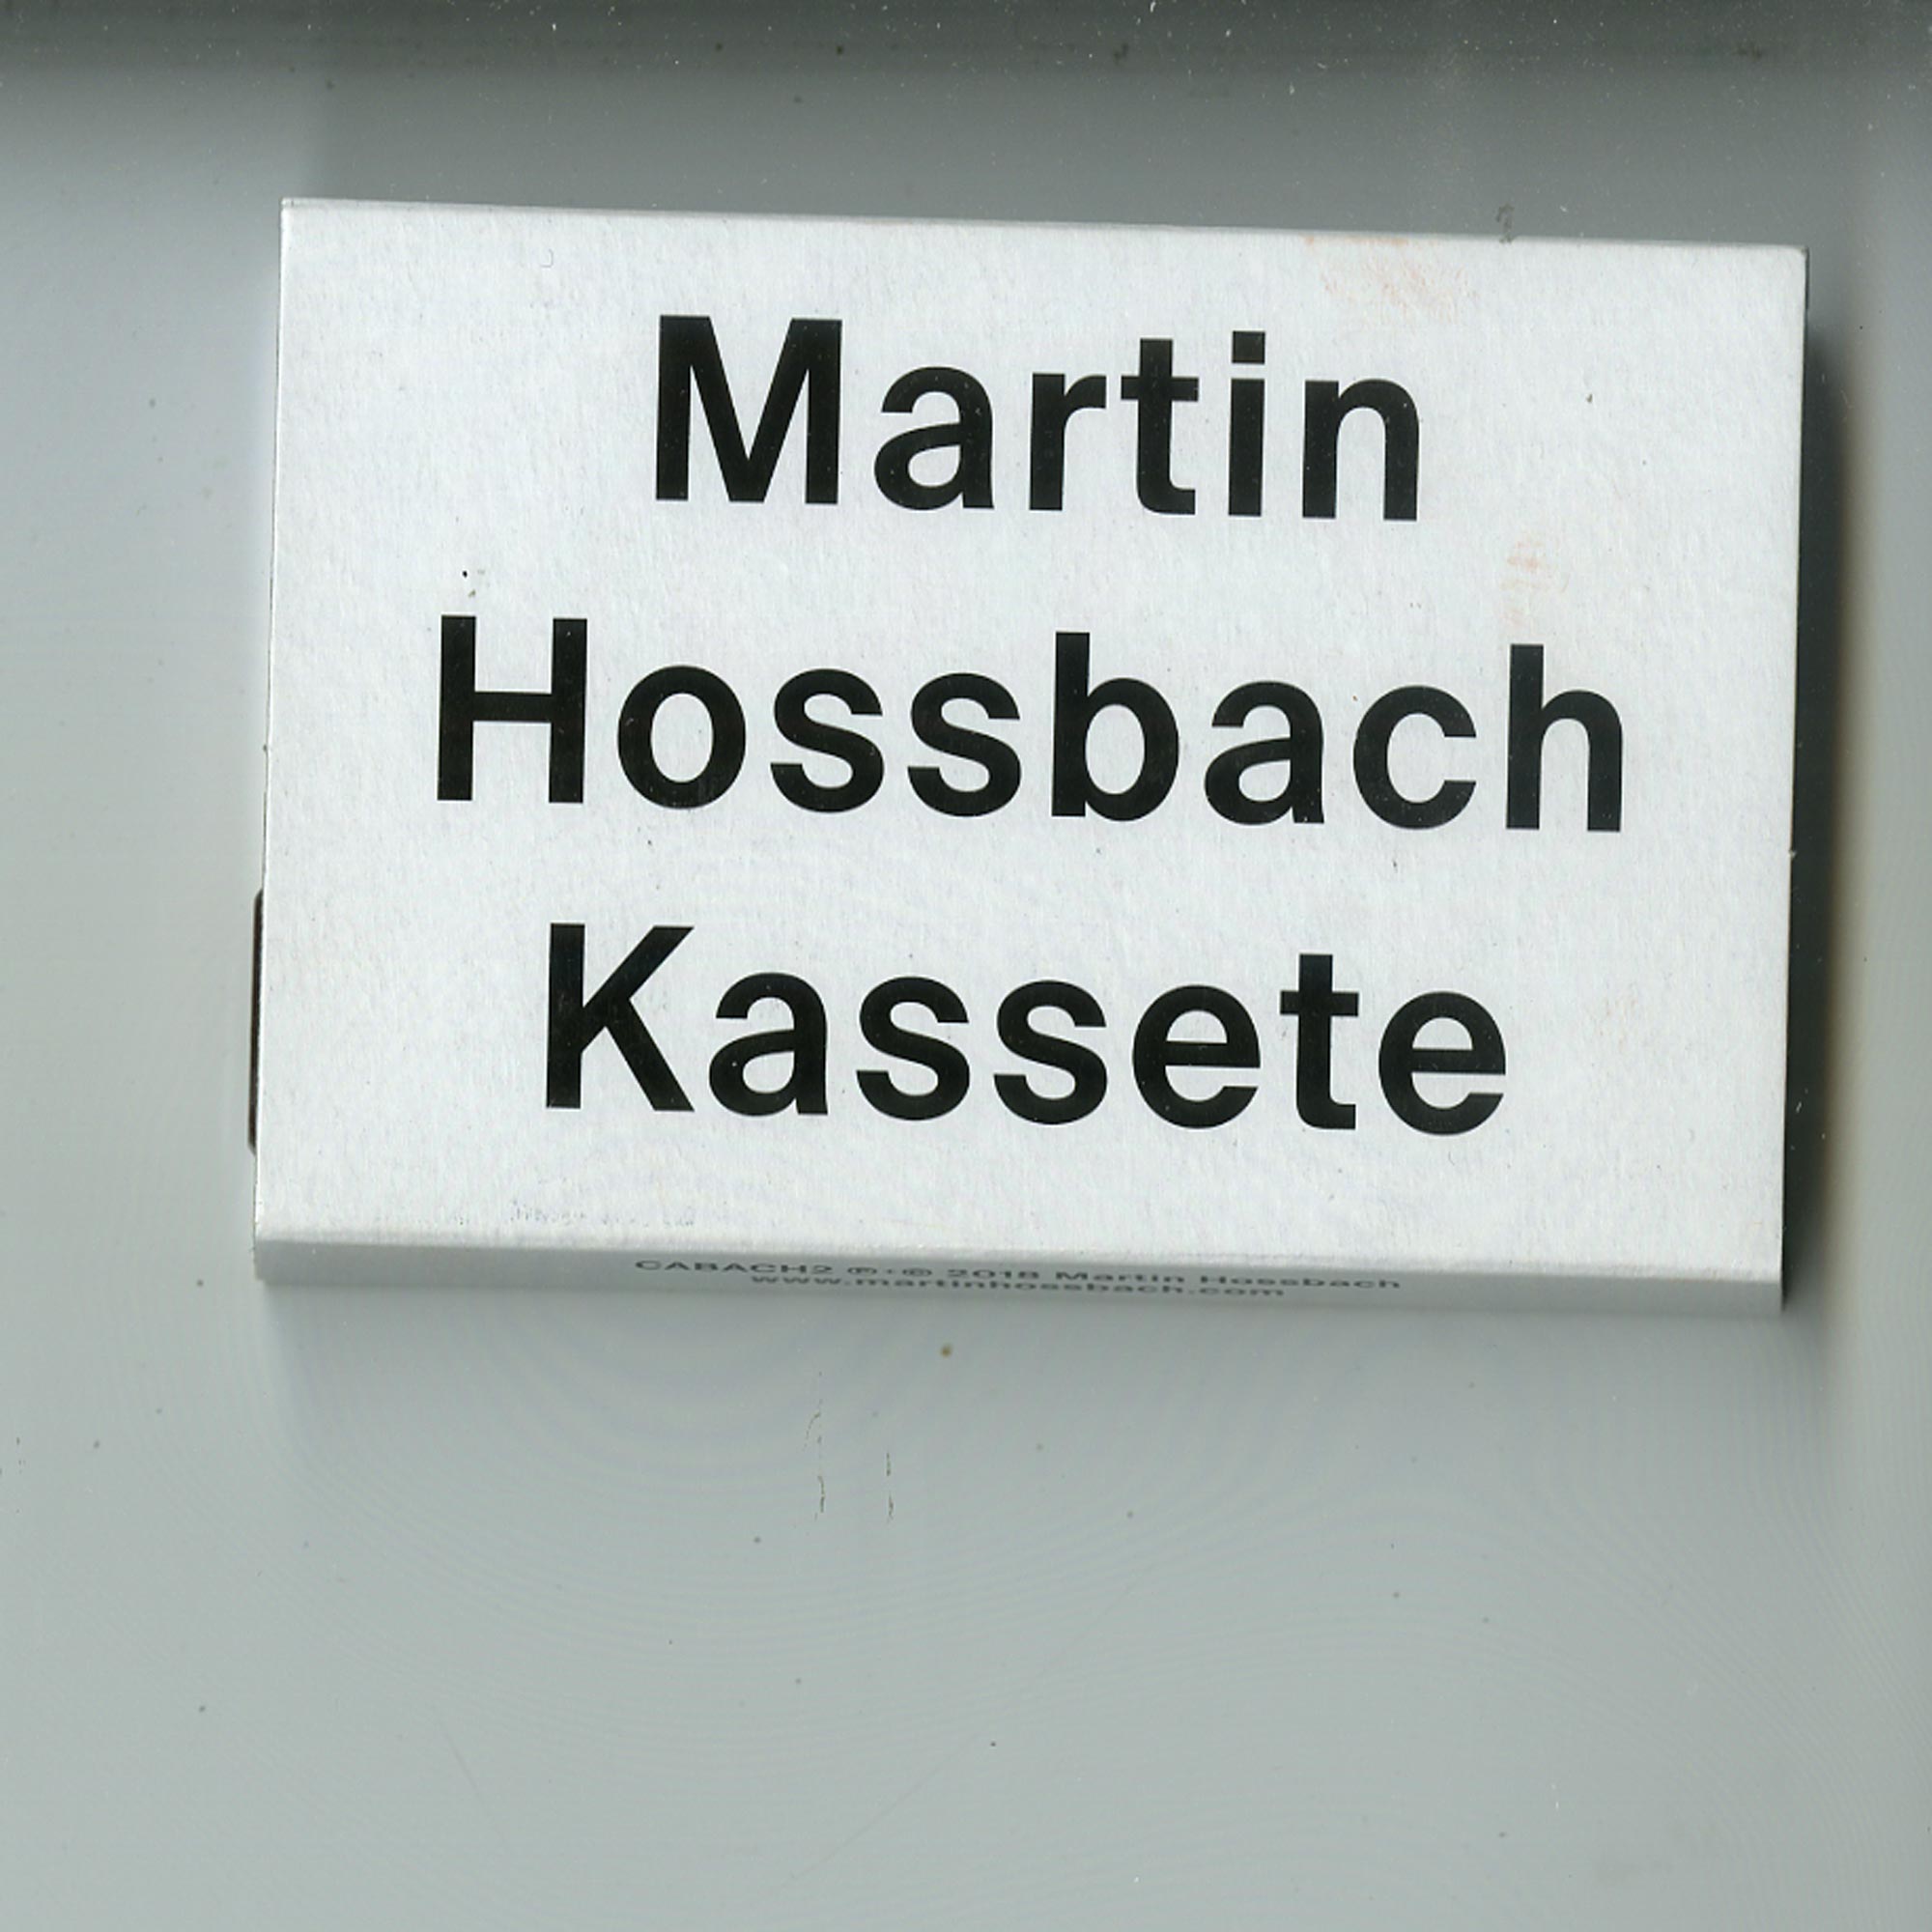 Martin
Hossbach
Kassete
CABACH2 ℗+© 2018 Martin Hossbach
www.martinhossbach.com